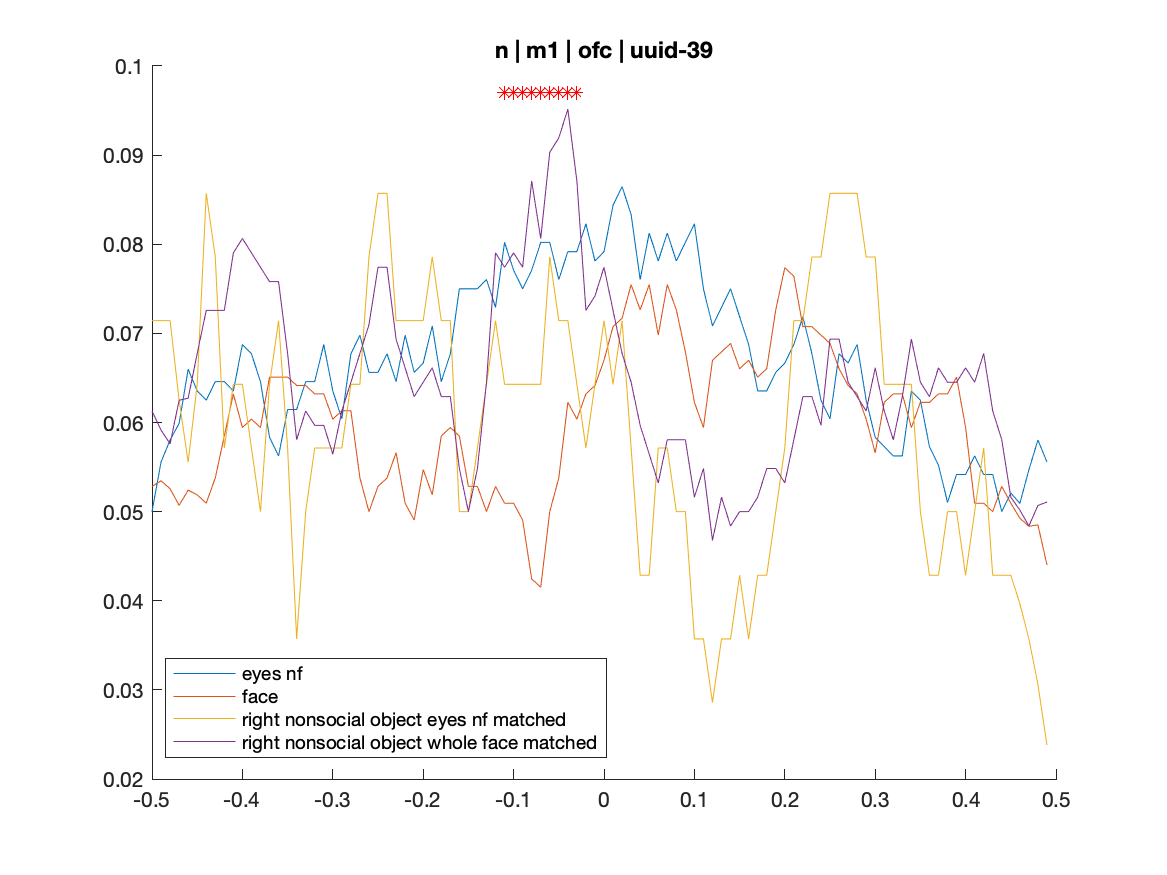 n | m1 | ofc | uuid-39
0.1
0.09
0.08
0.07
0.06
0.05
0.04
0.03
0.02
eyes nf
face
right nonsocial object eyes nf matched
right nonsocial object whole face matched
-0.5 -0.4 -0.3 -0.2 -0.1 0 0.1 0.2 0.3 0.4 0.5